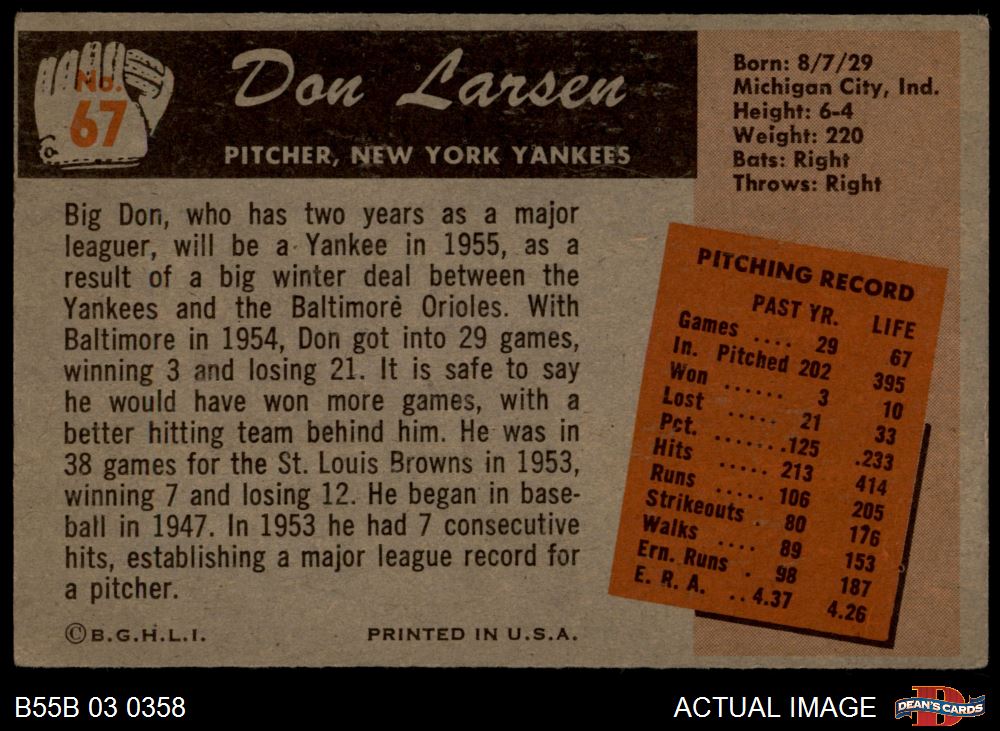 No.
67
Don Larsen
PITCHER, NEW YORK YANKEES
Born: 8/7/29
Michigan City, Ind.
Height: 6-4
Weight: 220
Bats: Right
Throws: Right
Big Don, who has two years as a major
leaguer, will be a Yankee in 1955, as a
result of a big winter deal between the
Yankees and the Baltimore Orioles. With
Baltimore in 1954, Don got into 29 games,
winning 3 and losing 21. It is safe to say
he would have won more games, with a
better hitting team behind him. He was in
38 games for the St. Louis Browns in 1953,
winning 7 and losing 12. He began in base-
ball in 1947. In 1953 he had 7 consecutive
hits, establishing a major league record for
a pitcher.
PITCHING RECORD
PAST YR. LIFE
Games .... 29 67
In. Pitched 202 395
Won ...... 3 10
Lost ..... 21 33
Pct. .......125 .233
Hits ..... 213 414
Runs ..... 106 205
Strikeouts . 80 176
Walks .... 89 153
Ern. Runs . 98 187
E. R. A. ..4.37 4.26
© B.G.H.L.I. PRINTED IN U.S.A.
B55B 03 0358
ACTUAL IMAGE
DEAN'S CARDS